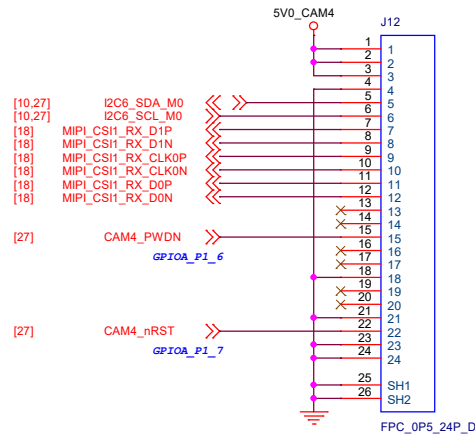 5V0_CAM4
J12
1 1
2 2
3 3
4 4
[10,27] I2C6_SDA_M0 5 5
[10,27] I2C6_SCL_M0 6 6
[18] MIPI_CSI1_RX_D1P 7 7
[18] MIPI_CSI1_RX_D1N 8 8
[18] MIPI_CSI1_RX_CLK0P 9 9
[18] MIPI_CSI1_RX_CLK0N 10 10
[18] MIPI_CSI1_RX_D0P 11 11
[18] MIPI_CSI1_RX_D0N 12 12
13 13
14 14
[27] CAM4_PWDN 15 15
GPIOA_P1_6 16 16
17 17
18 18
19 19
20 20
21 21
[27] CAM4_nRST 22 22
GPIOA_P1_7 23 23
24 24
25 SH1
26 SH2
FPC_0P5_24P_D